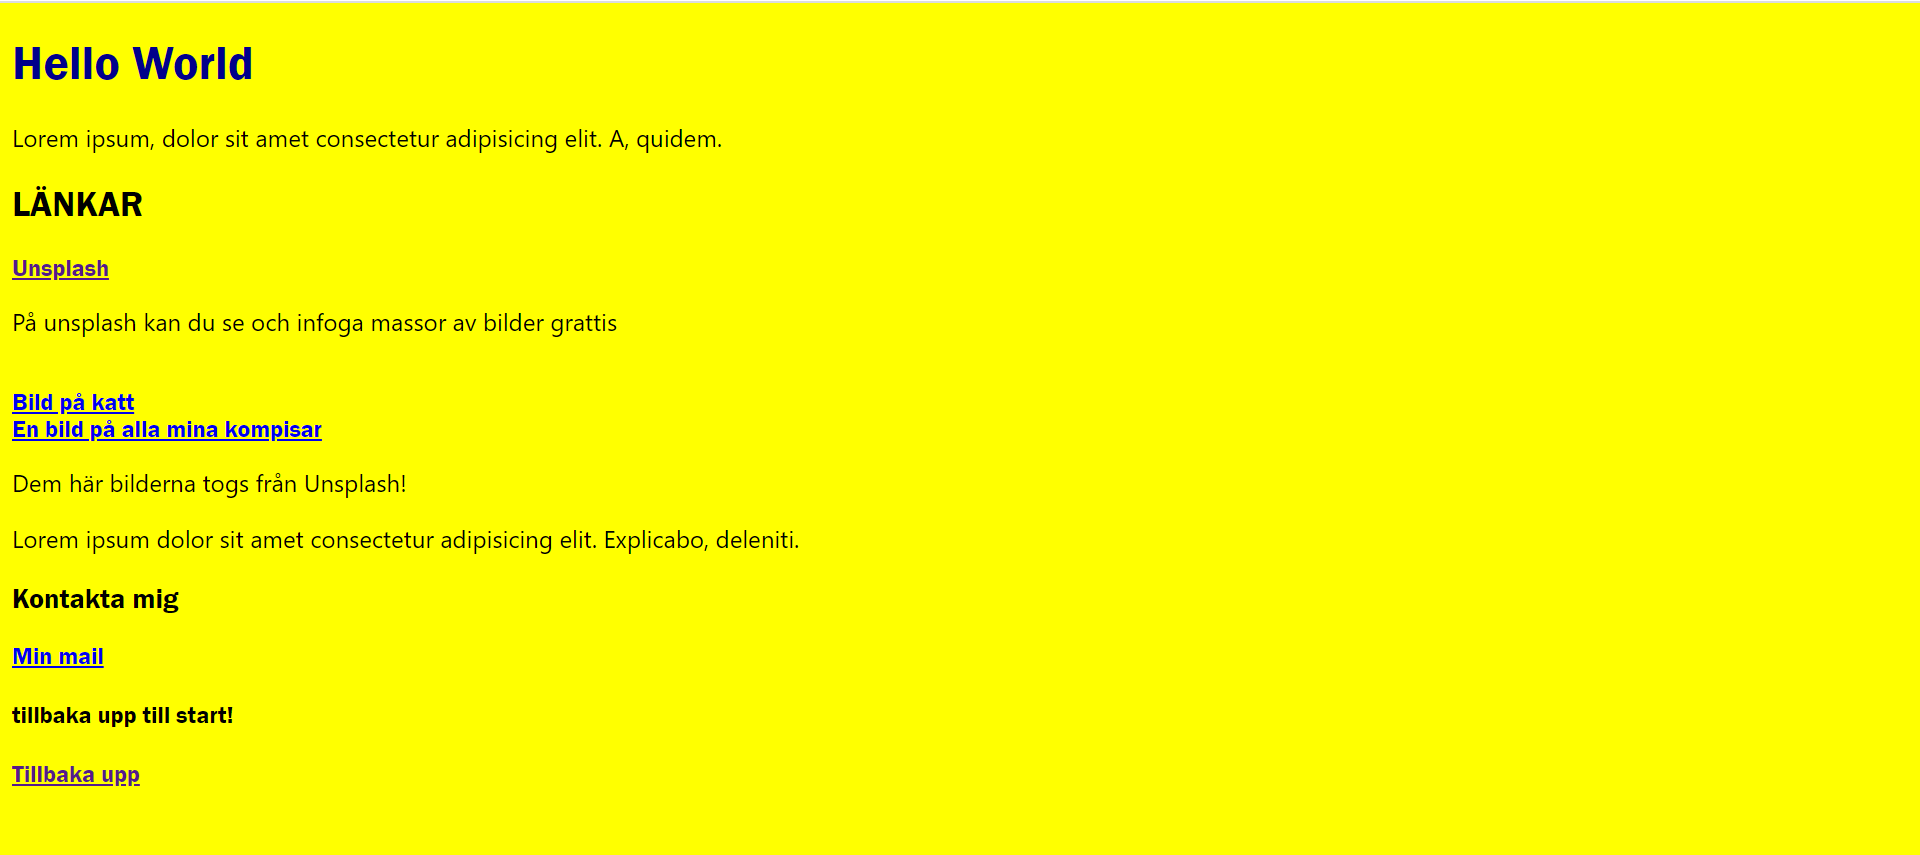 Hello World
Lorem ipsum, dolor sit amet consectetur adipisicing elit. A, quidem.
LÄNKAR
Unsplash
På unsplash kan du se och infoga massor av bilder grattis
Bild på katt
En bild på alla mina kompisar
Dem här bilderna togs från Unsplash!
Lorem ipsum dolor sit amet consectetur adipisicing elit. Explicabo, deleniti.
Kontakta mig
Min mail
tillbaka upp till start!
Tillbaka upp